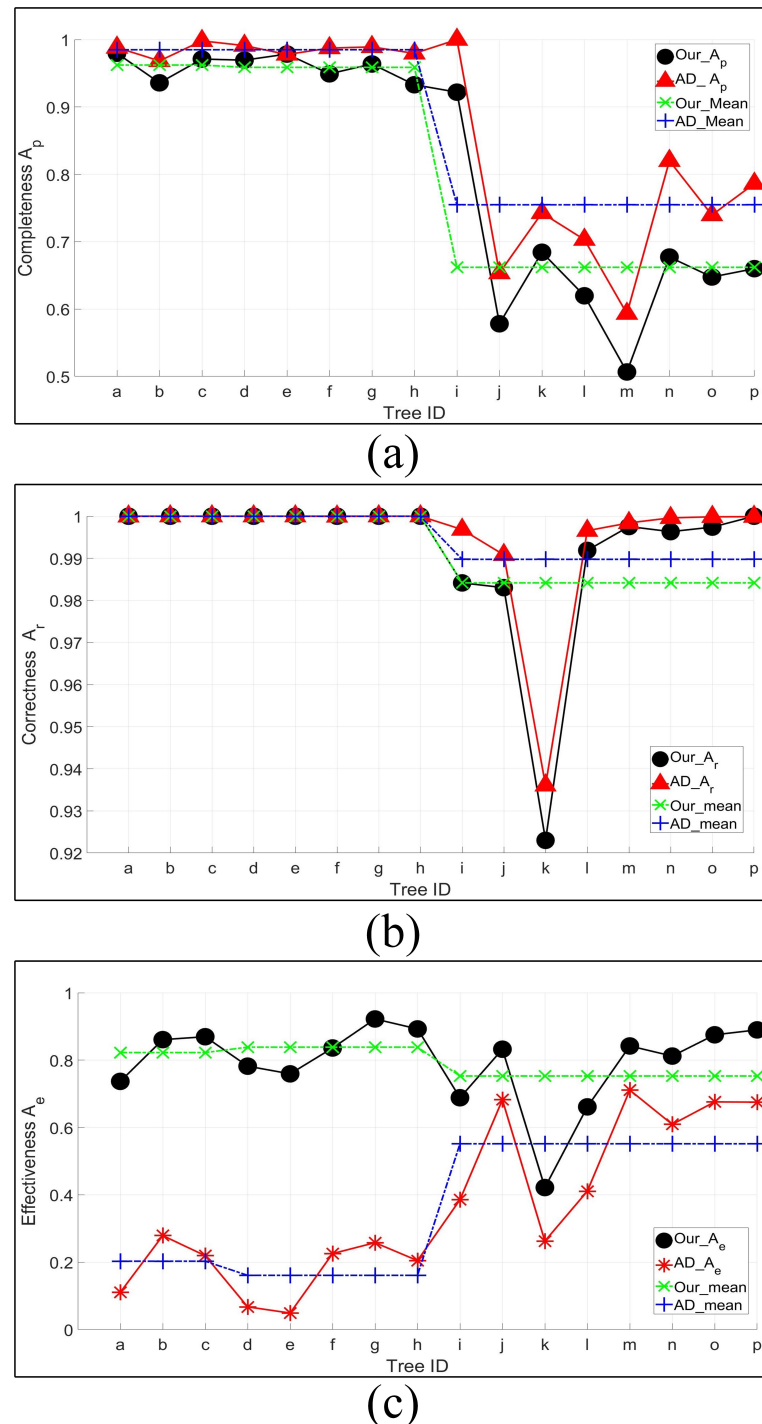 Completeness A_p
1
0.9
0.8
0.7
0.6
0.5
Our_A_p
AD_ A_p
Our_Mean
AD_Mean
a b c d e f g h i j k l m n o p
Tree ID
(a)
Correctness A_r
1
0.99
0.98
0.97
0.96
0.95
0.94
0.93
0.92
Our_A_r
AD_A_r
Our_mean
AD_mean
a b c d e f g h i j k l m n o p
Tree ID
(b)
Effectiveness A_e
1
0.8
0.6
0.4
0.2
0
Our_A_e
AD_A_e
Our_mean
AD_mean
a b c d e f g h i j k l m n o p
Tree ID
(c)